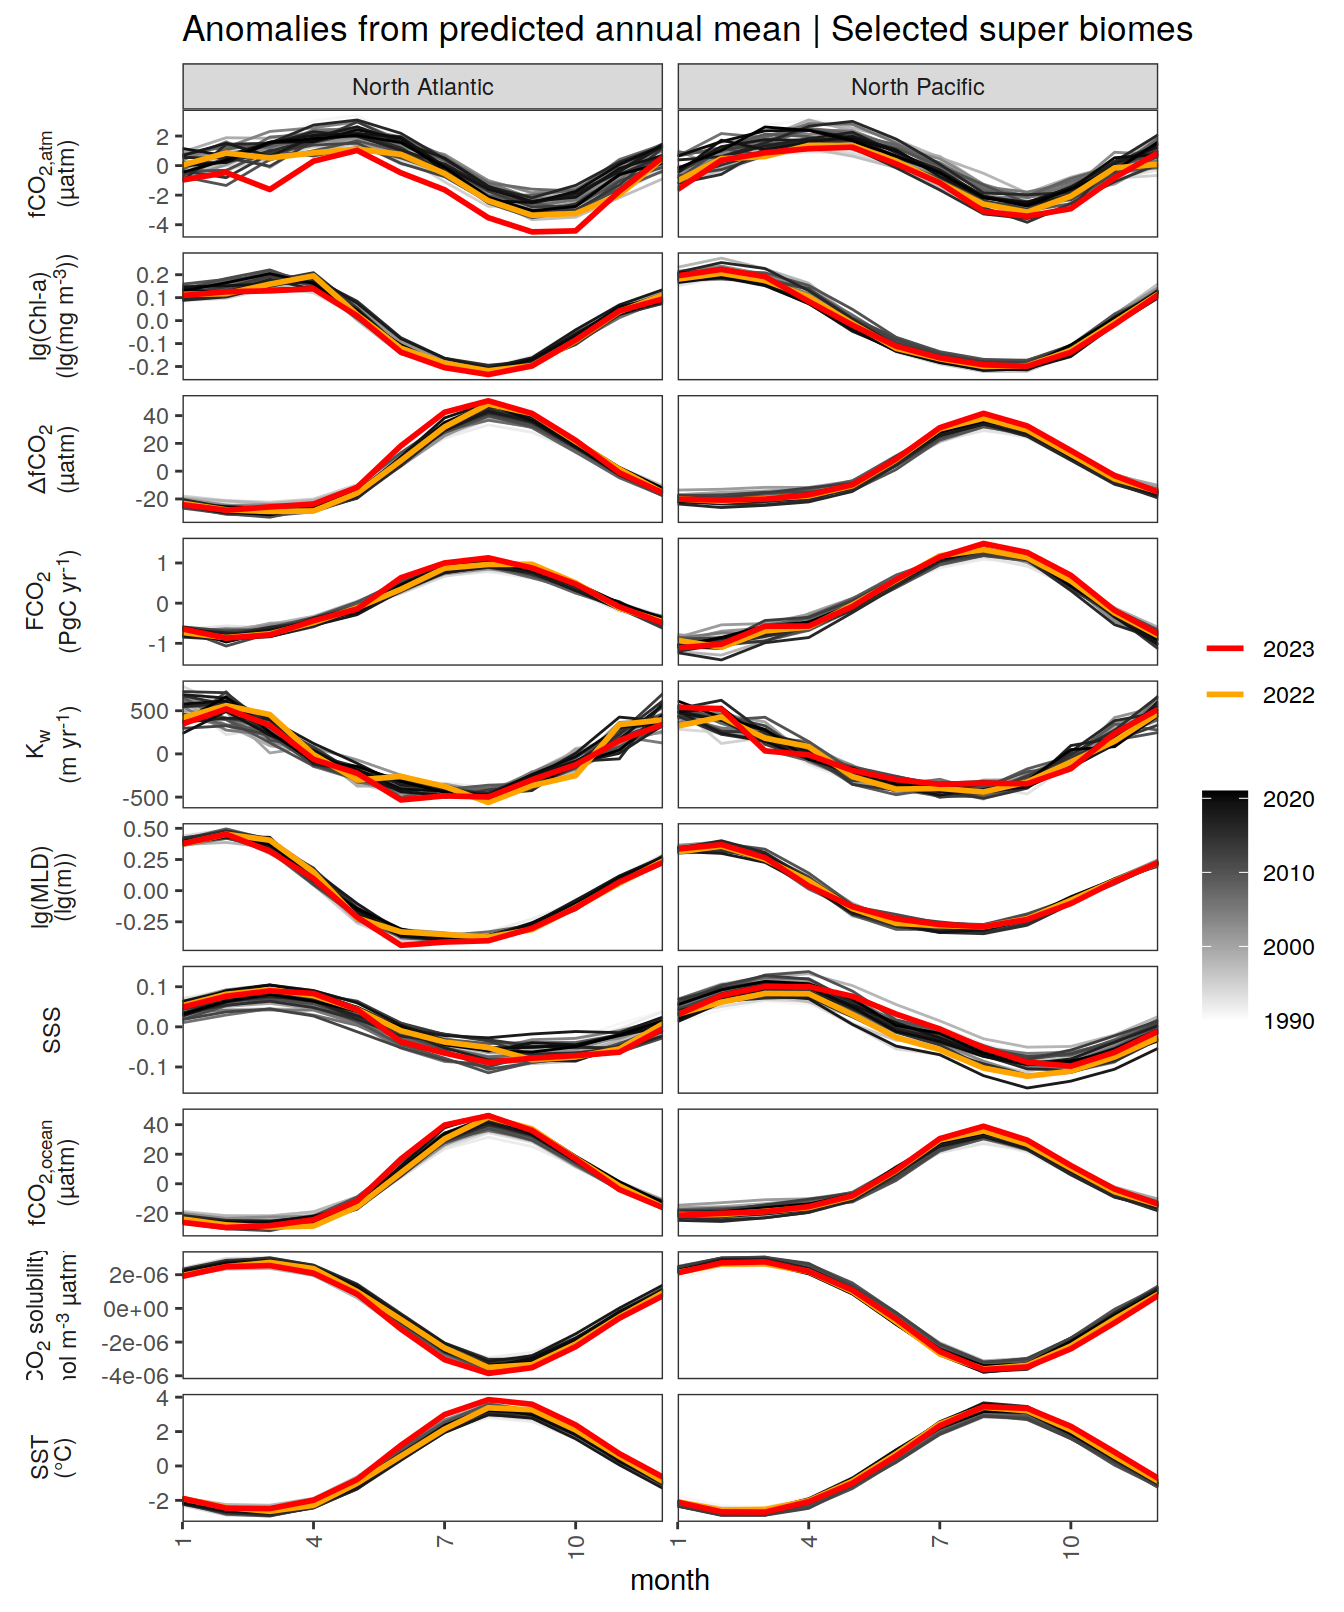 Anomalies from predicted annual mean | Selected super biomes
North Atlantic
North Pacific
fCO2,atm
(µatm)
2
0
-2
-4
lg(Chl-a)
(lg(mg m-3))
0.2
0.1
0.0
-0.1
-0.2
ΔfCO2
(µatm)
40
20
0
-20
FCO2
(PgC yr-1)
1
0
-1
Kw
(m yr-1)
500
0
-500
lg(MLD)
(lg(m))
0.50
0.25
0.00
-0.25
SSS
0.1
0.0
-0.1
fCO2,ocean
(µatm)
40
20
0
-20
CO2 solubility
nol m-3 µatm
2e-06
0e+00
-2e-06
-4e-06
SST
(°C)
4
2
0
-2
1
4
7
10
1
4
7
10
month
2023
2022
2020
2010
2000
1990